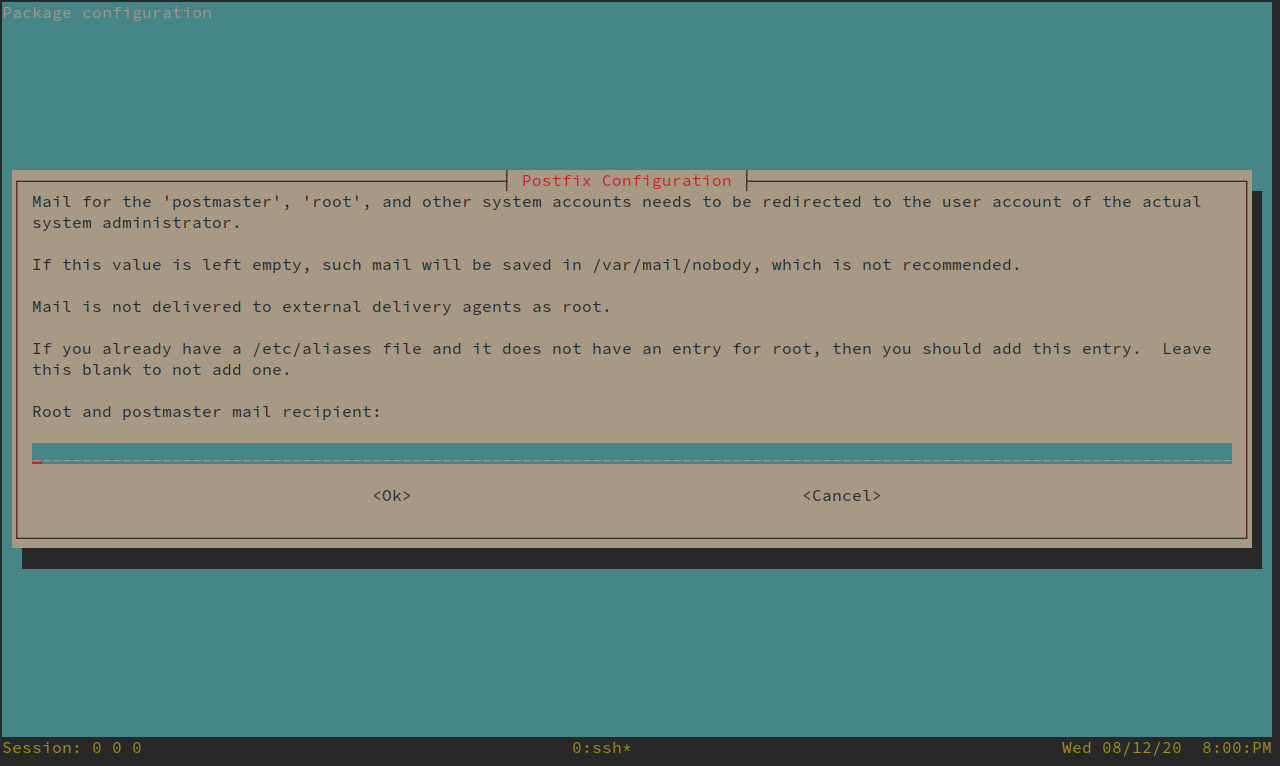 Package configuration
Postfix Configuration
Mail for the 'postmaster', 'root', and other system accounts needs to be redirected to the user account of the actual
system administrator.
If this value is left empty, such mail will be saved in /var/mail/nobody, which is not recommended.
Mail is not delivered to external delivery agents as root.
If you already have a /etc/aliases file and it does not have an entry for root, then you should add this entry.  Leave
this blank to not add one.
Root and postmaster mail recipient:
<Ok> <Cancel>
Session: 0 0 0 0:ssh* Wed 08/12/20  8:00:PM